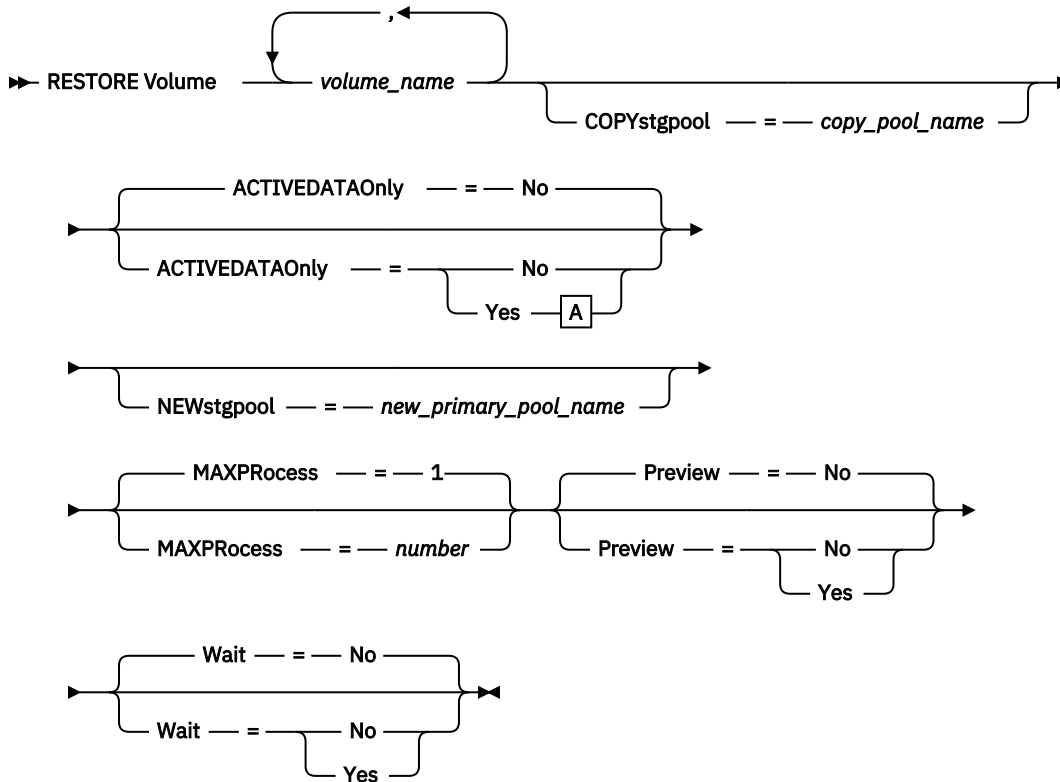 ,
RESTORE Volume volume_name
COPYstgpool = copy_pool_name
ACTIVEDATAOnly = No
ACTIVEDATAOnly = No
Yes A
NEWstgpool = new_primary_pool_name
MAXPRocess = 1 Preview = No
MAXPRocess = number Preview = No
Yes
Wait = No
Wait = No
Yes